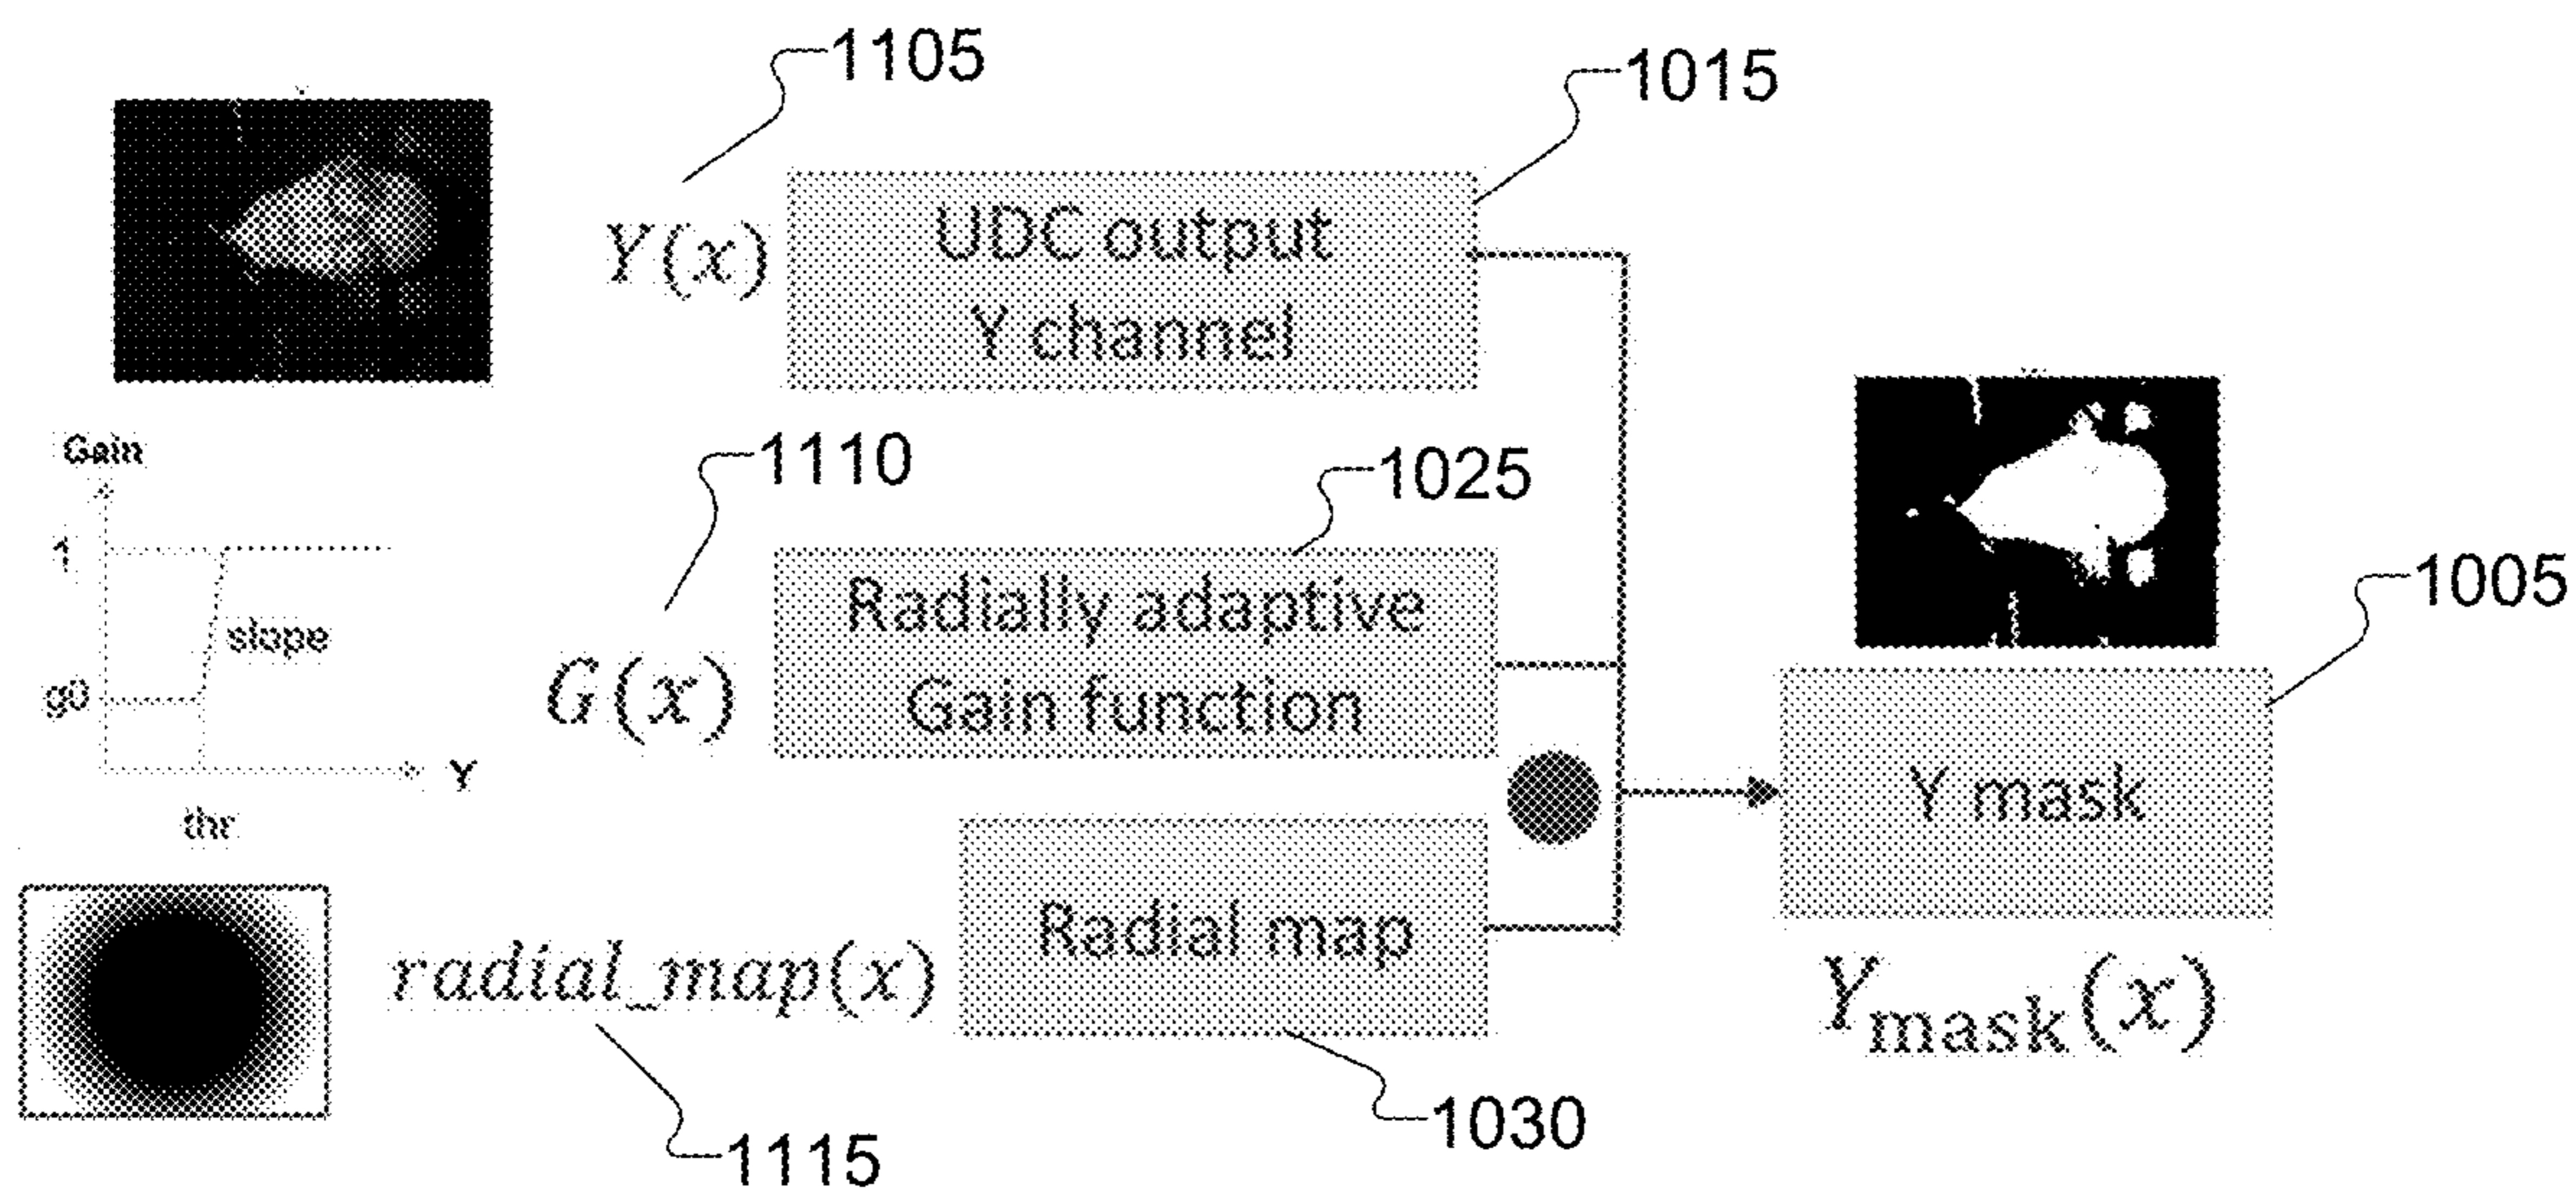 1105
1015
Y(x)
UDC output
Y channel
Gain
1
slope
g0
Y
thr
1110
1025
G(x)
Radially adaptive
Gain function
1005
Y mask
Y_mask(x)
radial_map(x)
Radial map
1030
1115